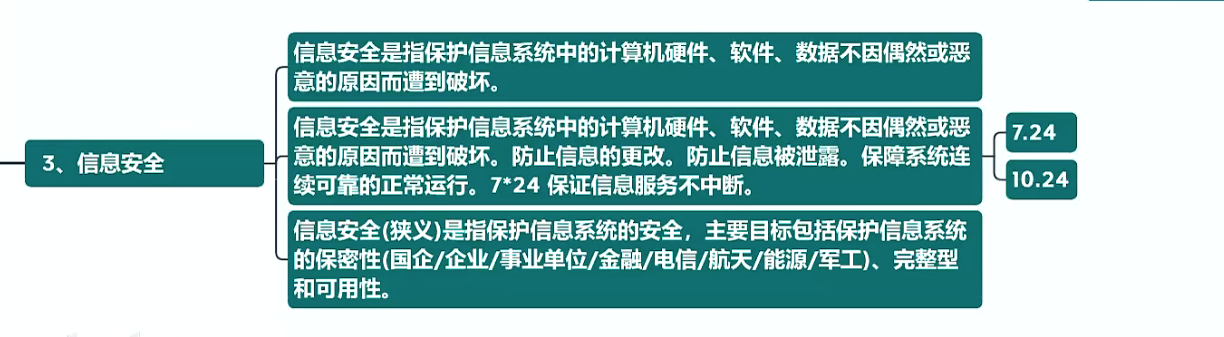 3、信息安全
信息安全是指保护信息系统中的计算机硬件、软件、数据不因偶然或恶
意的原因而遭到破坏。
信息安全是指保护信息系统中的计算机硬件、软件、数据不因偶然或恶
意的原因而遭到破坏。防止信息的更改。防止信息被泄露。保障系统连
续可靠的正常运行。7*24 保证信息服务不中断。
7.24
10.24
信息安全(狭义)是指保护信息系统的安全，主要目标包括保护信息系统
的保密性(国企/企业/事业单位/金融/电信/航天/能源/军工)、完整型
和可用性。